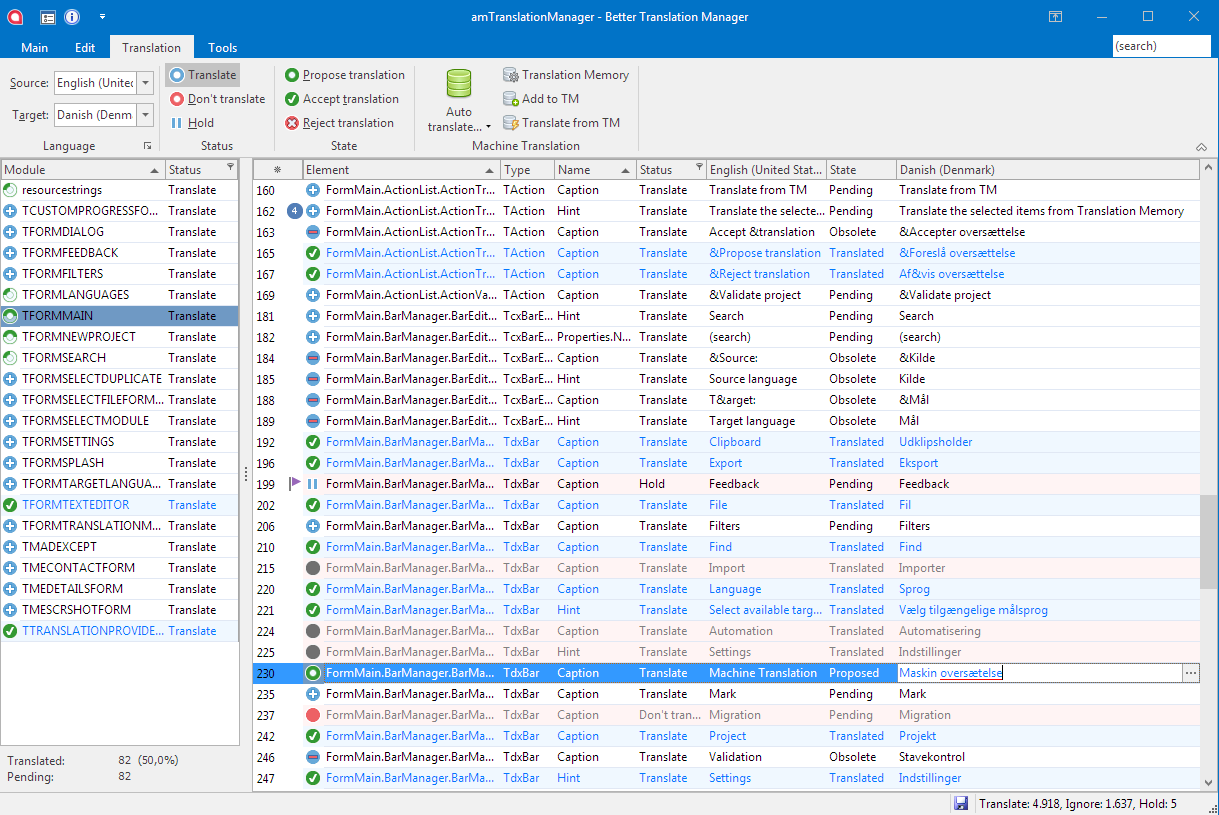 amTranslationManager - Better Translation Manager
Main Edit Translation Tools (search)
Source: English (United Translate Propose translation Translation Memory
Don't translate Accept translation Add to TM
Target: Danish (Denm Hold Reject translation Auto translate... Translate from TM
Language Status State Machine Translation
Module Status
resourcestrings Translate
TCUSTOMPROGRESSFO... Translate
TFORMDIALOG Translate
TFORMFEEDBACK Translate
TFORMFILTERS Translate
TFORMLANGUAGES Translate
TFORMMAIN Translate
TFORMNEWPROJECT Translate
TFORMSEARCH Translate
TFORMSELECTDUPLICATE Translate
TFORMSELECTFILEFORM... Translate
TFORMSELECTMODULE Translate
TFORMSETTINGS Translate
TFORMSPLASH Translate
TFORMTARGETLANGUA... Translate
TFORMTEXTEDITOR Translate
TFORMTRANSLATIONM... Translate
TMADEXCEPT Translate
TMECONTACTFORM Translate
TMEDETAILSFORM Translate
TMESCRSHOTFORM Translate
TTRANSLATIONPROVIDE... Translate
Translated: 82 (50,0%)
Pending: 82
* Element Type Name Status English (United Stat... State Danish (Denmark)
160 FormMain.ActionList.ActionTr... TAction Caption Translate Translate from TM Pending Translate from TM
162 4 FormMain.ActionList.ActionTr... TAction Hint Translate Translate the selecte... Pending Translate the selected items from Translation Memory
163 FormMain.ActionList.ActionTr... TAction Caption Translate Accept &translation Obsolete &Accepter oversættelse
165 FormMain.ActionList.ActionTr... TAction Caption Translate &Propose translation Translated &Foreslå oversættelse
167 FormMain.ActionList.ActionTr... TAction Caption Translate &Reject translation Translated Af&vis oversættelse
169 FormMain.ActionList.ActionVa... TAction Caption Translate &Validate project Pending &Validate project
181 FormMain.BarManager.BarEdit... TcxBarE... Hint Translate Search Pending Search
182 FormMain.BarManager.BarEdit... TcxBarE... Properties.N... Translate (search) Pending (search)
184 FormMain.BarManager.BarEdit... TcxBarE... Caption Translate &Source: Obsolete &Kilde
185 FormMain.BarManager.BarEdit... TcxBarE... Hint Translate Source language Obsolete Kilde
188 FormMain.BarManager.BarEdit... TcxBarE... Caption Translate T&arget: Obsolete &Mål
189 FormMain.BarManager.BarEdit... TcxBarE... Hint Translate Target language Obsolete Mål
192 FormMain.BarManager.BarMa... TdxBar Caption Translate Clipboard Translated Udklipsholder
196 FormMain.BarManager.BarMa... TdxBar Caption Translate Export Translated Eksport
199 FormMain.BarManager.BarMa... TdxBar Caption Hold Feedback Pending Feedback
202 FormMain.BarManager.BarMa... TdxBar Caption Translate File Translated Fil
206 FormMain.BarManager.BarMa... TdxBar Caption Translate Filters Pending Filters
210 FormMain.BarManager.BarMa... TdxBar Caption Translate Find Translated Find
215 FormMain.BarManager.BarMa... TdxBar Caption Translate Import Translated Importer
220 FormMain.BarManager.BarMa... TdxBar Caption Translate Language Translated Sprog
221 FormMain.BarManager.BarMa... TdxBar Hint Translate Select available targ... Translated Vælg tilgængelige målsprog
224 FormMain.BarManager.BarMa... TdxBar Caption Translate Automation Translated Automatisering
225 FormMain.BarManager.BarMa... TdxBar Hint Translate Settings Translated Indstillinger
230 FormMain.BarManager.BarMa... TdxBar Caption Translate Machine Translation Proposed Maskin oversætelse ...
235 FormMain.BarManager.BarMa... TdxBar Caption Translate Mark Pending Mark
237 FormMain.BarManager.BarMa... TdxBar Caption Don't tran... Migration Pending Migration
242 FormMain.BarManager.BarMa... TdxBar Caption Translate Project Translated Projekt
246 FormMain.BarManager.BarMa... TdxBar Caption Translate Validation Obsolete Stavekontrol
247 FormMain.BarManager.BarMa... TdxBar Hint Translate Settings Translated Indstillinger
Translate: 4.918, Ignore: 1.637, Hold: 5